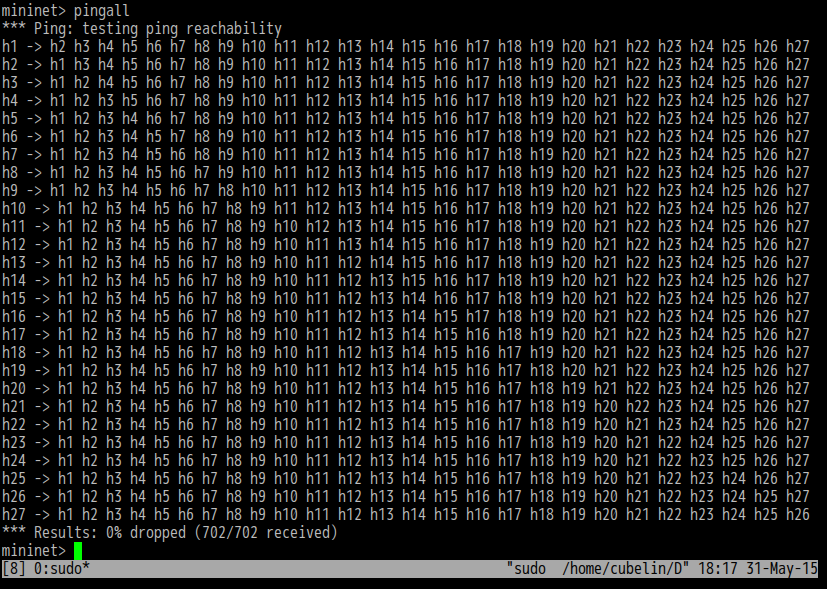 mininet> pingall
*** Ping: testing ping reachability
h1 -> h2 h3 h4 h5 h6 h7 h8 h9 h10 h11 h12 h13 h14 h15 h16 h17 h18 h19 h20 h21 h22 h23 h24 h25 h26 h27
h2 -> h1 h3 h4 h5 h6 h7 h8 h9 h10 h11 h12 h13 h14 h15 h16 h17 h18 h19 h20 h21 h22 h23 h24 h25 h26 h27
h3 -> h1 h2 h4 h5 h6 h7 h8 h9 h10 h11 h12 h13 h14 h15 h16 h17 h18 h19 h20 h21 h22 h23 h24 h25 h26 h27
h4 -> h1 h2 h3 h5 h6 h7 h8 h9 h10 h11 h12 h13 h14 h15 h16 h17 h18 h19 h20 h21 h22 h23 h24 h25 h26 h27
h5 -> h1 h2 h3 h4 h6 h7 h8 h9 h10 h11 h12 h13 h14 h15 h16 h17 h18 h19 h20 h21 h22 h23 h24 h25 h26 h27
h6 -> h1 h2 h3 h4 h5 h7 h8 h9 h10 h11 h12 h13 h14 h15 h16 h17 h18 h19 h20 h21 h22 h23 h24 h25 h26 h27
h7 -> h1 h2 h3 h4 h5 h6 h8 h9 h10 h11 h12 h13 h14 h15 h16 h17 h18 h19 h20 h21 h22 h23 h24 h25 h26 h27
h8 -> h1 h2 h3 h4 h5 h6 h7 h9 h10 h11 h12 h13 h14 h15 h16 h17 h18 h19 h20 h21 h22 h23 h24 h25 h26 h27
h9 -> h1 h2 h3 h4 h5 h6 h7 h8 h10 h11 h12 h13 h14 h15 h16 h17 h18 h19 h20 h21 h22 h23 h24 h25 h26 h27
h10 -> h1 h2 h3 h4 h5 h6 h7 h8 h9 h11 h12 h13 h14 h15 h16 h17 h18 h19 h20 h21 h22 h23 h24 h25 h26 h27
h11 -> h1 h2 h3 h4 h5 h6 h7 h8 h9 h10 h12 h13 h14 h15 h16 h17 h18 h19 h20 h21 h22 h23 h24 h25 h26 h27
h12 -> h1 h2 h3 h4 h5 h6 h7 h8 h9 h10 h11 h13 h14 h15 h16 h17 h18 h19 h20 h21 h22 h23 h24 h25 h26 h27
h13 -> h1 h2 h3 h4 h5 h6 h7 h8 h9 h10 h11 h12 h14 h15 h16 h17 h18 h19 h20 h21 h22 h23 h24 h25 h26 h27
h14 -> h1 h2 h3 h4 h5 h6 h7 h8 h9 h10 h11 h12 h13 h15 h16 h17 h18 h19 h20 h21 h22 h23 h24 h25 h26 h27
h15 -> h1 h2 h3 h4 h5 h6 h7 h8 h9 h10 h11 h12 h13 h14 h16 h17 h18 h19 h20 h21 h22 h23 h24 h25 h26 h27
h16 -> h1 h2 h3 h4 h5 h6 h7 h8 h9 h10 h11 h12 h13 h14 h15 h17 h18 h19 h20 h21 h22 h23 h24 h25 h26 h27
h17 -> h1 h2 h3 h4 h5 h6 h7 h8 h9 h10 h11 h12 h13 h14 h15 h16 h18 h19 h20 h21 h22 h23 h24 h25 h26 h27
h18 -> h1 h2 h3 h4 h5 h6 h7 h8 h9 h10 h11 h12 h13 h14 h15 h16 h17 h19 h20 h21 h22 h23 h24 h25 h26 h27
h19 -> h1 h2 h3 h4 h5 h6 h7 h8 h9 h10 h11 h12 h13 h14 h15 h16 h17 h18 h20 h21 h22 h23 h24 h25 h26 h27
h20 -> h1 h2 h3 h4 h5 h6 h7 h8 h9 h10 h11 h12 h13 h14 h15 h16 h17 h18 h19 h21 h22 h23 h24 h25 h26 h27
h21 -> h1 h2 h3 h4 h5 h6 h7 h8 h9 h10 h11 h12 h13 h14 h15 h16 h17 h18 h19 h20 h22 h23 h24 h25 h26 h27
h22 -> h1 h2 h3 h4 h5 h6 h7 h8 h9 h10 h11 h12 h13 h14 h15 h16 h17 h18 h19 h20 h21 h23 h24 h25 h26 h27
h23 -> h1 h2 h3 h4 h5 h6 h7 h8 h9 h10 h11 h12 h13 h14 h15 h16 h17 h18 h19 h20 h21 h22 h24 h25 h26 h27
h24 -> h1 h2 h3 h4 h5 h6 h7 h8 h9 h10 h11 h12 h13 h14 h15 h16 h17 h18 h19 h20 h21 h22 h23 h25 h26 h27
h25 -> h1 h2 h3 h4 h5 h6 h7 h8 h9 h10 h11 h12 h13 h14 h15 h16 h17 h18 h19 h20 h21 h22 h23 h24 h26 h27
h26 -> h1 h2 h3 h4 h5 h6 h7 h8 h9 h10 h11 h12 h13 h14 h15 h16 h17 h18 h19 h20 h21 h22 h23 h24 h25 h27
h27 -> h1 h2 h3 h4 h5 h6 h7 h8 h9 h10 h11 h12 h13 h14 h15 h16 h17 h18 h19 h20 h21 h22 h23 h24 h25 h26
*** Results: 0% dropped (702/702 received)
mininet>
[8] 0:sudo* "sudo  /home/cubelin/D" 18:17 31-May-15